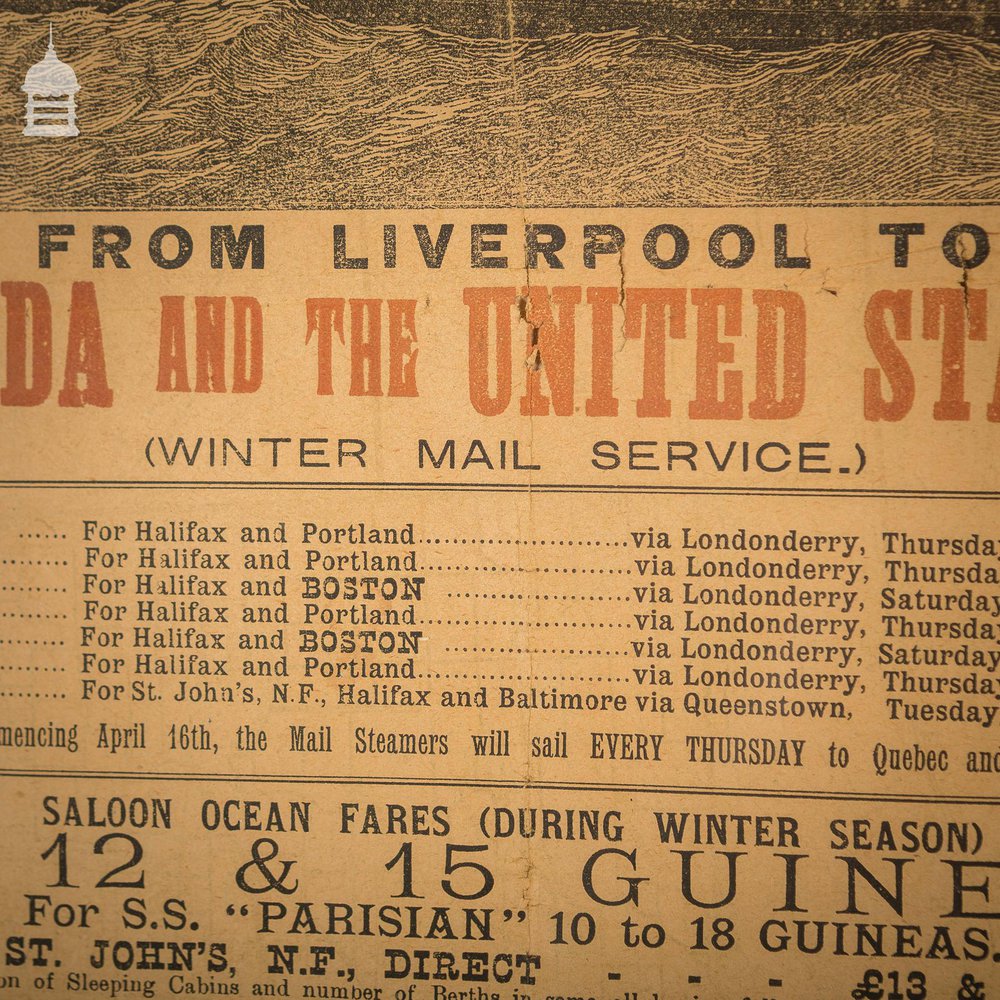 FROM LIVERPOOL TO
DA AND THE UNITED STA
(WINTER MAIL SERVICE.)
...... For Halifax and Portland........................via Londonderry, Thursday
........ For Halifax and Portland.........................via Londonderry, Thursda
........ For Halifax and BOSTON .....................via Londonderry, Saturday
........ For Halifax and Portland.........................via Londonderry, Thursday
........ For Halifax and BOSTON .....................via Londonderry, Saturday
........ For Halifax and Portland.........................via Londonderry, Thursday
........ For St. John's, N.F., Halifax and Baltimore via Queenstown, Tuesday
mencing April 16th, the Mail Steamers will sail EVERY THURSDAY to Quebec and
SALOON OCEAN FARES (DURING WINTER SEASON)
12 & 15 GUINE
For S.S. "PARISIAN" 10 to 18 GUINEAS.
ST. JOHN'S, N.F., DIRECT - - - £13 &
on of Sleeping Cabins and number of Berths in